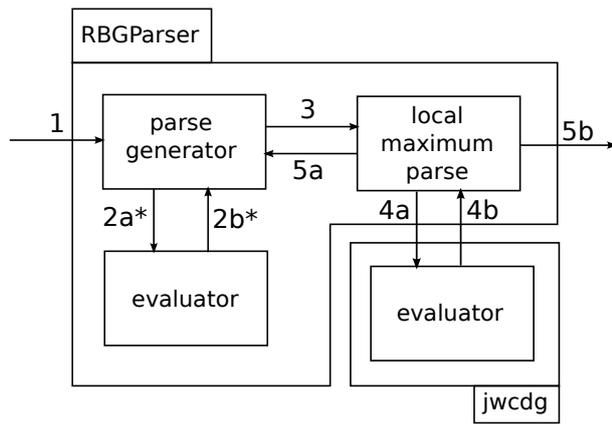 RBGParser
1
parse
generator
3
local
maximum
parse
5b
5a
2a*
2b*
4a
4b
evaluator
evaluator
jwcdg